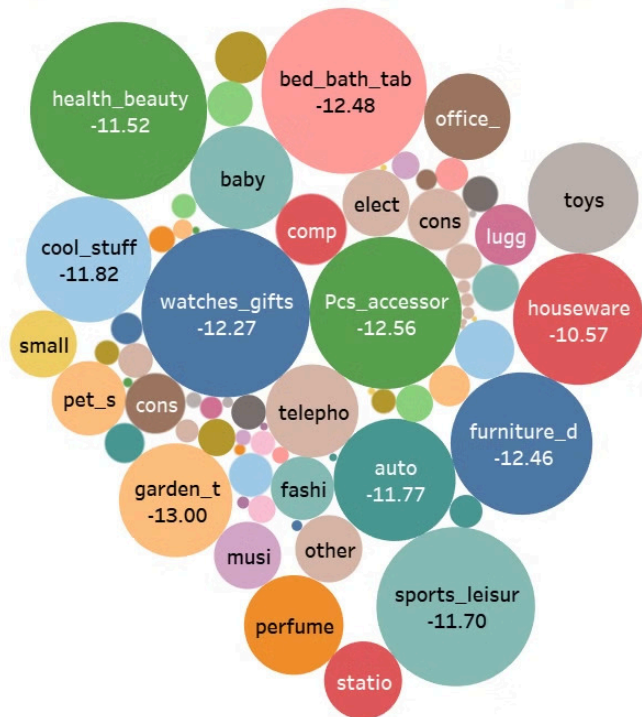 health_beauty
-11.52
bed_bath_tab
-12.48
office_
baby
elect
cons
toys
comp
lugg
cool_stuff
-11.82
watches_gifts
-12.27
Pcs_accessor
-12.56
houseware
-10.57
small
pet_s
cons
telepho
furniture_d
-12.46
garden_t
-13.00
fashi
auto
-11.77
musi
other
sports_leisur
-11.70
perfume
statio